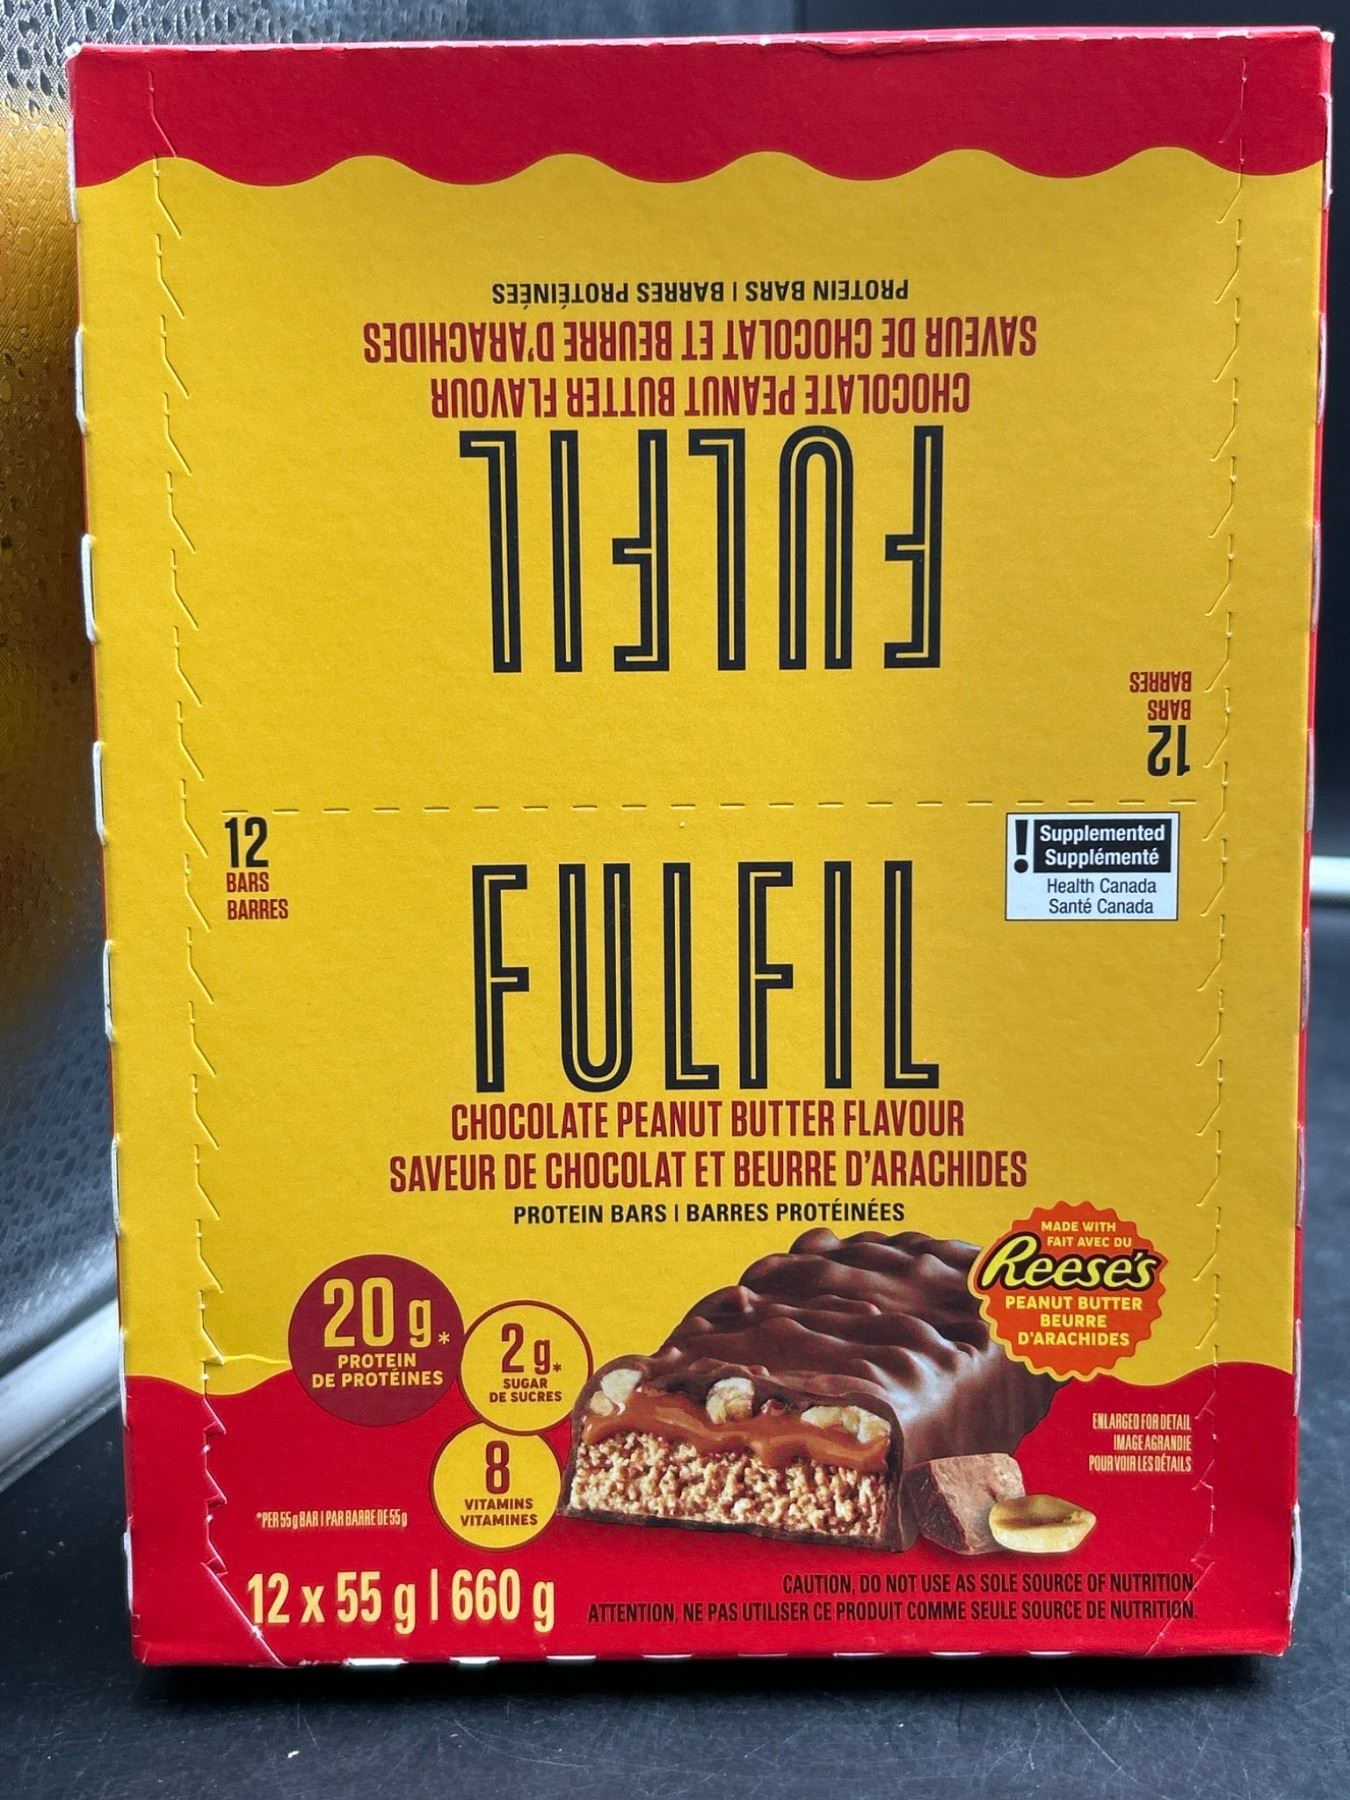 PROTEIN BARS | BARRES PROTÉINÉES
SAVEUR DE CHOCOLAT ET BEURRE D'ARACHIDES
CHOCOLATE PEANUT BUTTER FLAVOUR
FULFIL
BARRES
BARS
12
12
BARS
BARRES
! Supplemented
Supplémenté
Health Canada
Santé Canada
FULFIL
CHOCOLATE PEANUT BUTTER FLAVOUR
SAVEUR DE CHOCOLAT ET BEURRE D'ARACHIDES
PROTEIN BARS | BARRES PROTÉINÉES
MADE WITH
FAIT AVEC DU
Reese's
PEANUT BUTTER
BEURRE
D'ARACHIDES
20 g*
PROTEIN
DE PROTÉINES
2 g*
SUGAR
DE SUCRES
8
VITAMINS
VITAMINES
ENLARGED FOR DETAIL
IMAGE AGRANDIE
POUR VOIR LES DÉTAILS
*PER 55 g BAR | PAR BARRE DE 55 g
12 x 55 g | 660 g
CAUTION, DO NOT USE AS SOLE SOURCE OF NUTRITION.
ATTENTION, NE PAS UTILISER CE PRODUIT COMME SEULE SOURCE DE NUTRITION.